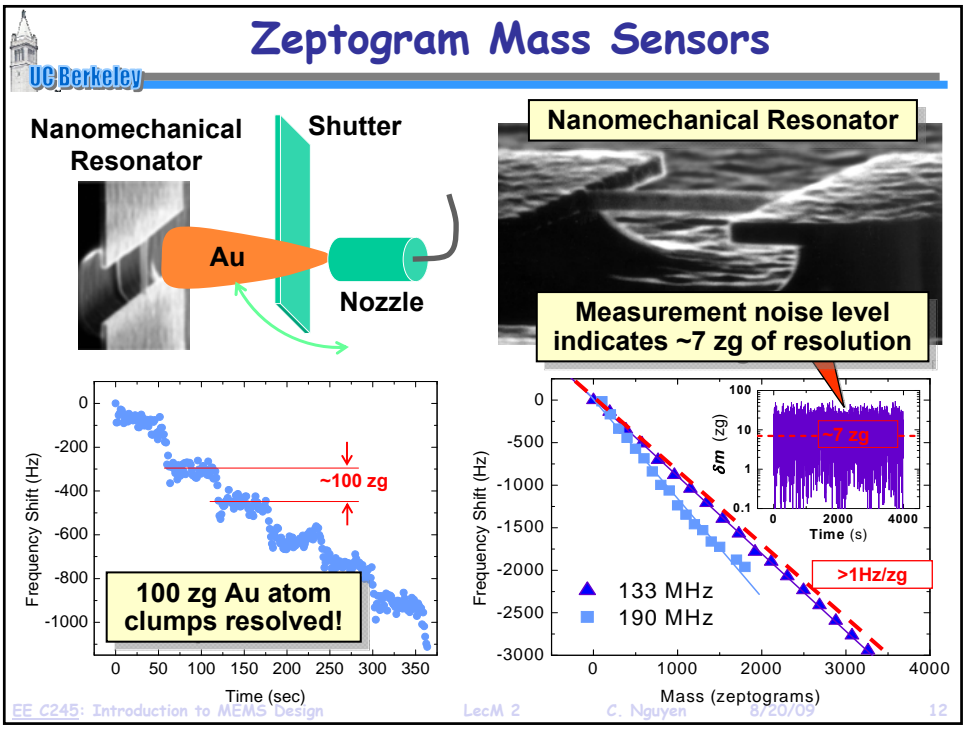 Zeptogram Mass Sensors
UC Berkeley
Nanomechanical
Resonator
Shutter
Au
Nozzle
Nanomechanical Resonator
Measurement noise level
indicates ~7 zg of resolution
0
-200
-400
-600
-800
-1000
Frequency Shift (Hz)
~100 zg
100 zg Au atom
clumps resolved!
0 50 100 150 200 250 300 350
Time (sec)
0
-500
-1000
-1500
-2000
-2500
-3000
Frequency Shift (Hz)
133 MHz
190 MHz
>1Hz/zg
0 1000 2000 3000 4000
Mass (zeptograms)
100
10
1
0.1
δm (zg)
~7 zg
0 2000 4000
Time (s)
EE C245: Introduction to MEMS Design LecM 2 C. Nguyen 8/20/09 12